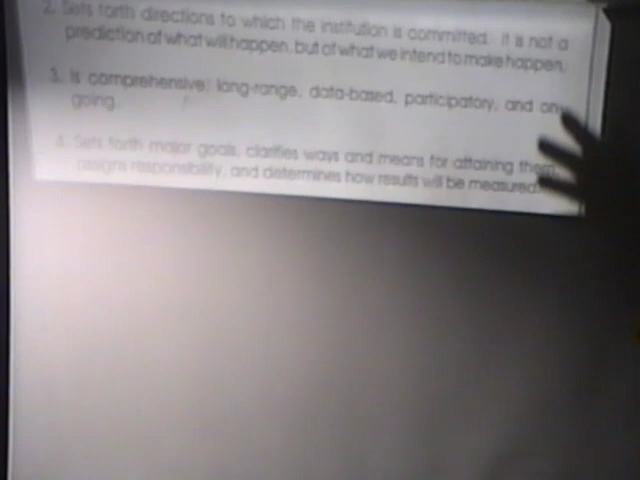 2. Sets forth directions to which the institution is committed. It is not a
prediction of what will happen, but of what we intend to make happen.
3. Is comprehensive, long-range, data-based, participatory, and on-
going.
4. Sets forth major goals, clarifies ways and means for attaining them,
assigns responsibility, and determines how results will be measured.